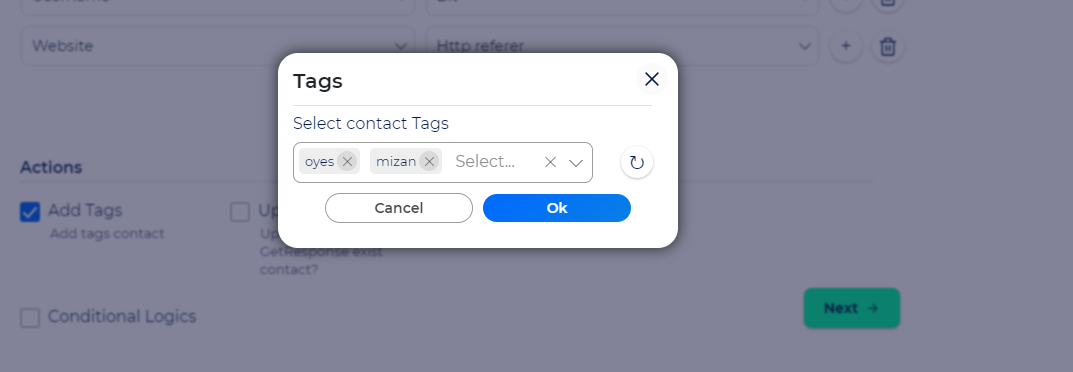 Website Http referer
Tags
Select contact Tags
oyes mizan Select...
Cancel Ok
Actions
Add Tags Up
Add tags contact Up
GetResponse exist
contact?
Conditional Logics
Next